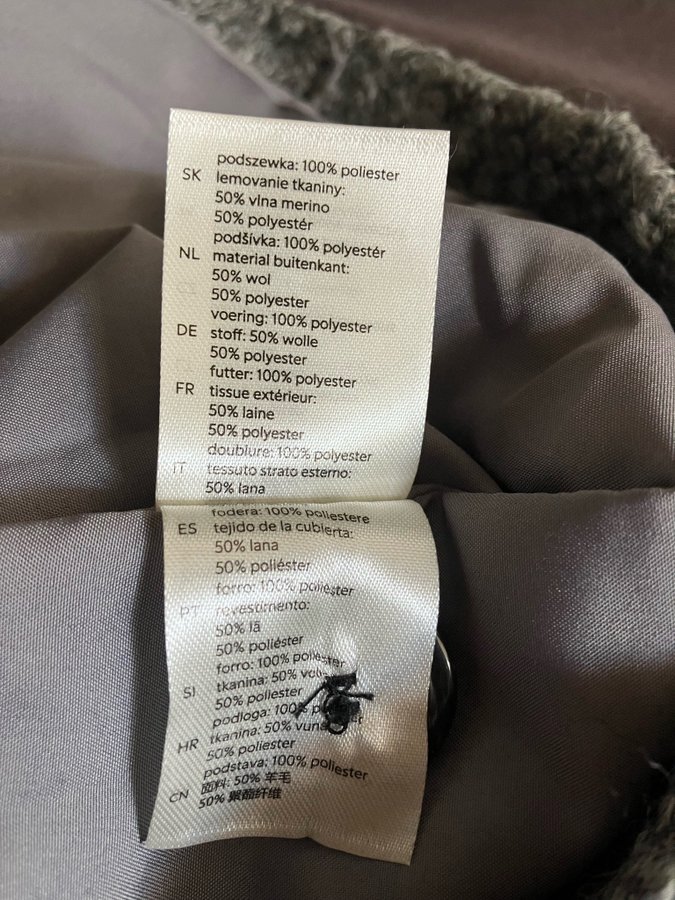 podszewka: 100% poliester
SK lemovanie tkaniny:
50% vlna merino
50% polyestér
podšívka: 100% polyestér
NL material buitenkant:
50% wol
50% polyester
voering: 100% polyester
DE stoff: 50% wolle
50% polyester
futter: 100% polyester
FR tissue extérieur:
50% laine
50% polyester
doublure: 100% polyester
IT tessuto strato esterno:
50% lana
fodera: 100% poliestere
ES tejido de la cubierta:
50% lana
50% poliéster
forro: 100% poliéster
PT revestimento:
50% lã
50% poliéster
forro: 100% poliéster
SI tkanina: 50%
50% poliester
podloga: 100%
HR tkanina: 50% vuna
50% poliester
podstava: 100% poliester
CN 面料: 50% 羊毛
50% 聚酯纤维